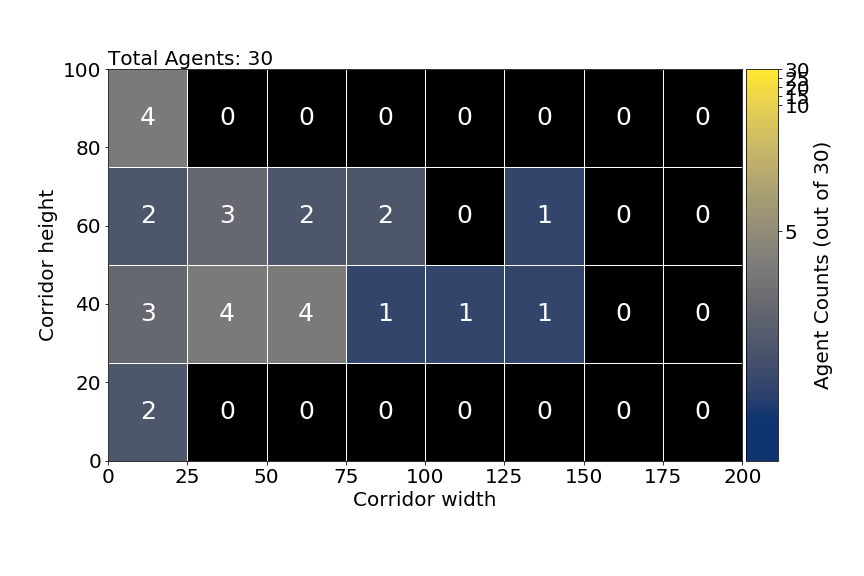 Total Agents: 30
100
80
60
40
20
0
Corridor height
4 0 0 0 0 0 0 0
2 3 2 2 0 1 0 0
3 4 4 1 1 1 0 0
2 0 0 0 0 0 0 0
0 25 50 75 100 125 150 175 200
Corridor width
30
25
20
15
10
5
Agent Counts (out of 30)